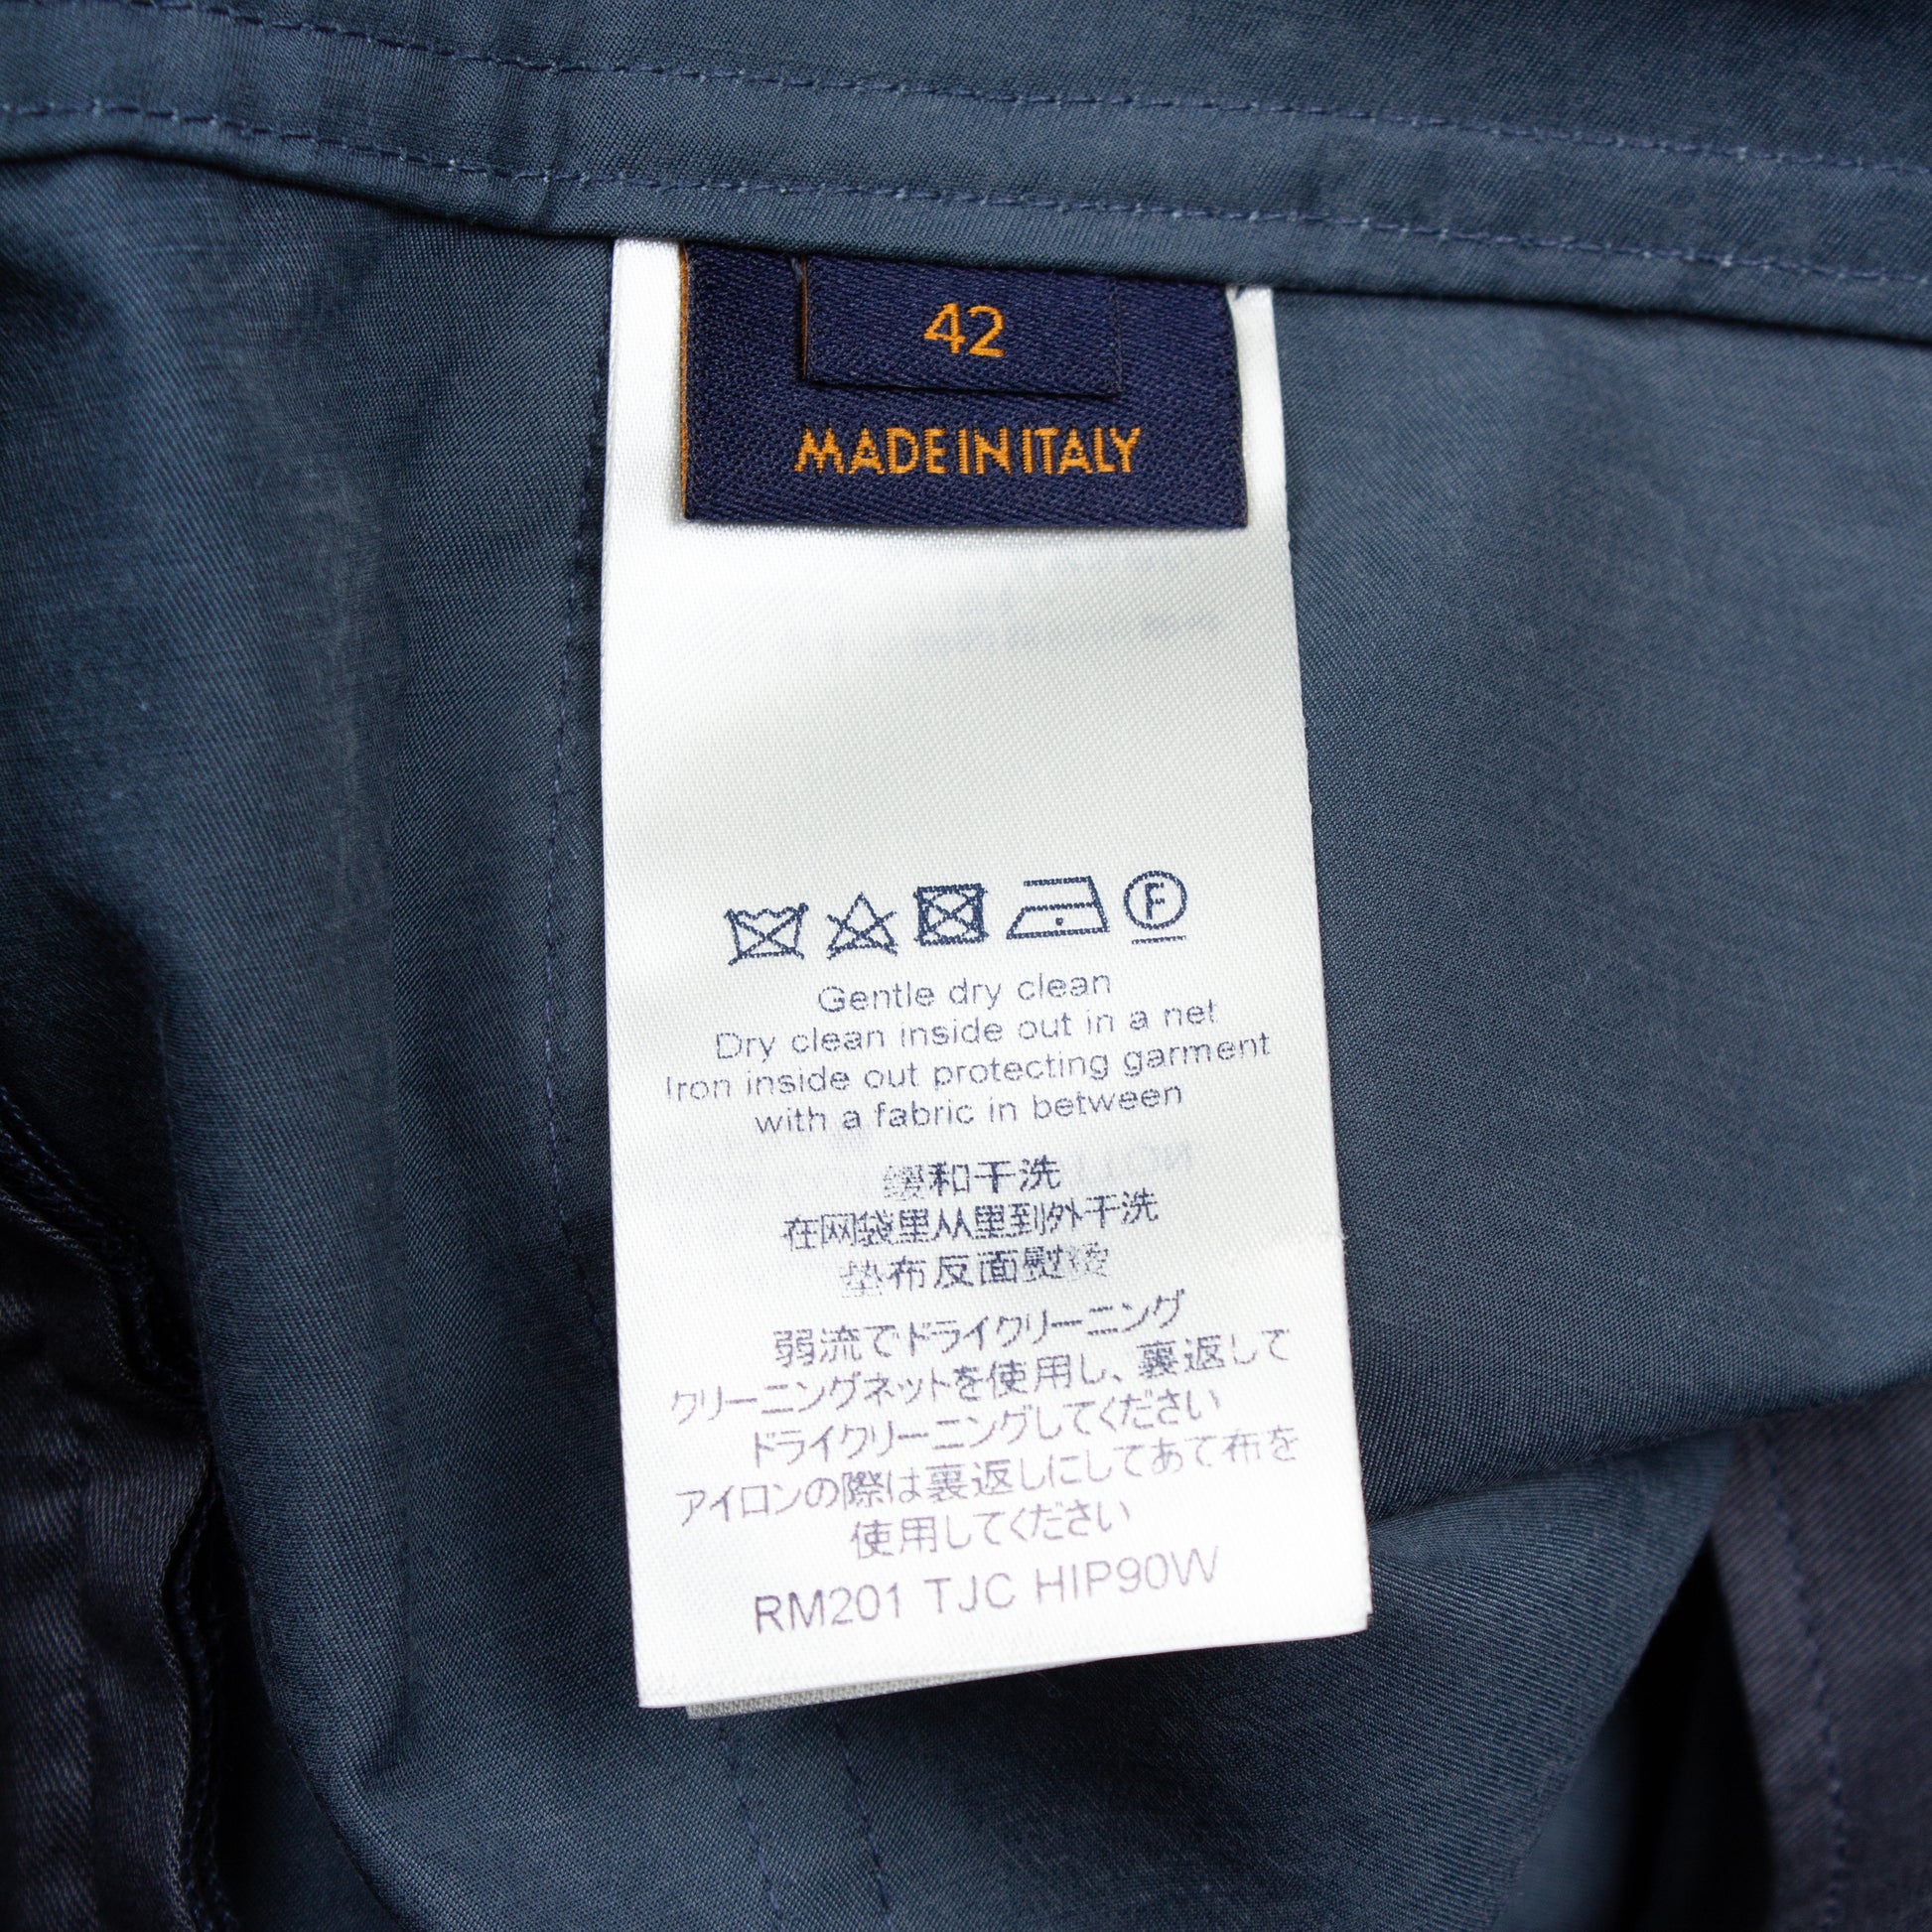 42
MADE IN ITALY
F
Gentle dry clean
Dry clean inside out in a net
Iron inside out protecting garment
with a fabric in between
缓和干洗
在网袋里从里到外干洗
垫布反面熨烫
弱流でドライクリーニング
クリーニングネットを使用し、裏返して
ドライクリーニングしてください
アイロンの際は裏返しにしてあて布を
使用してください
RM201 TJC HIP90W